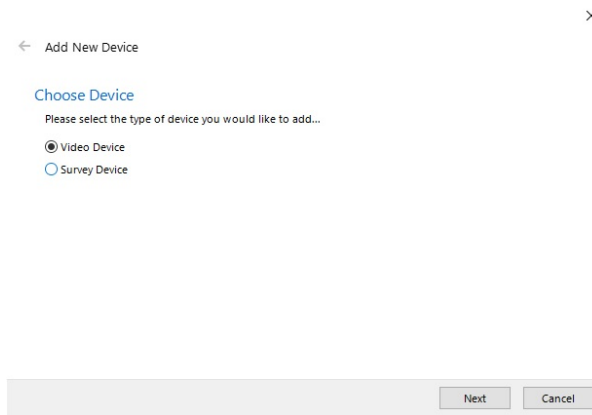 Add New Device
Choose Device
Please select the type of device you would like to add...
Video Device
Survey Device
Next
Cancel